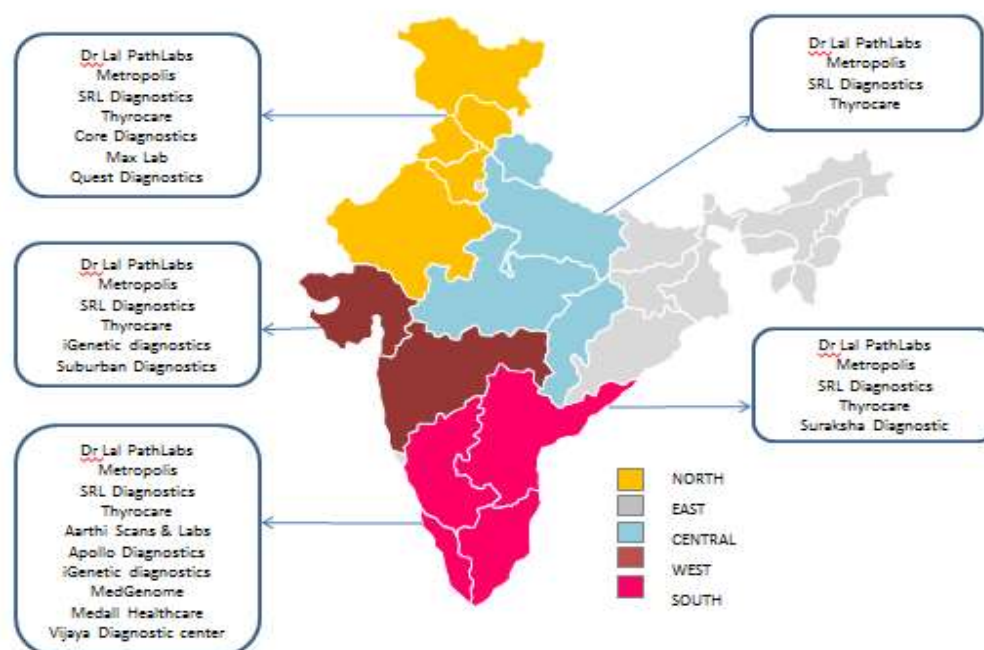 Dr Lal PathLabs
Metropolis
SRL Diagnostics
Thyrocare
Core Diagnostics
Max Lab
Quest Diagnostics
Dr Lal PathLabs
Metropolis
SRL Diagnostics
Thyrocare
Dr Lal PathLabs
Metropolis
SRL Diagnostics
Thyrocare
iGenetic diagnostics
Suburban Diagnostics
Dr Lal PathLabs
Metropolis
SRL Diagnostics
Thyrocare
Suraksha Diagnostic
Dr Lal PathLabs
Metropolis
SRL Diagnostics
Thyrocare
Aarthi Scans & Labs
Apollo Diagnostics
iGenetic diagnostics
MedGenome
Medall Healthcare
Vijaya Diagnostic center
NORTH
EAST
CENTRAL
WEST
SOUTH